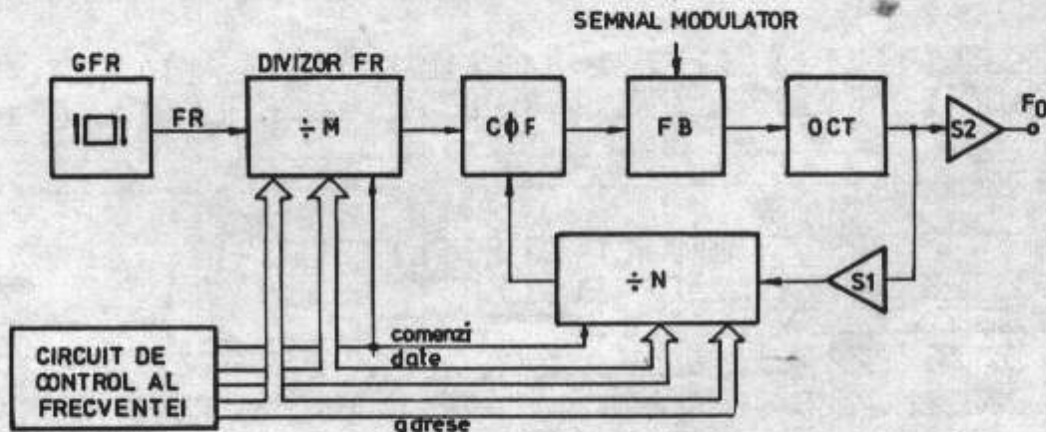 SEMNAL MODULATOR
GFR
DIVIZOR FR
FR
÷ M
CϕF
FB
OCT
S2
F0
÷ N
S1
CIRCUIT DE
CONTROL AL
FRECVENTEI
comenzi
date
adrese